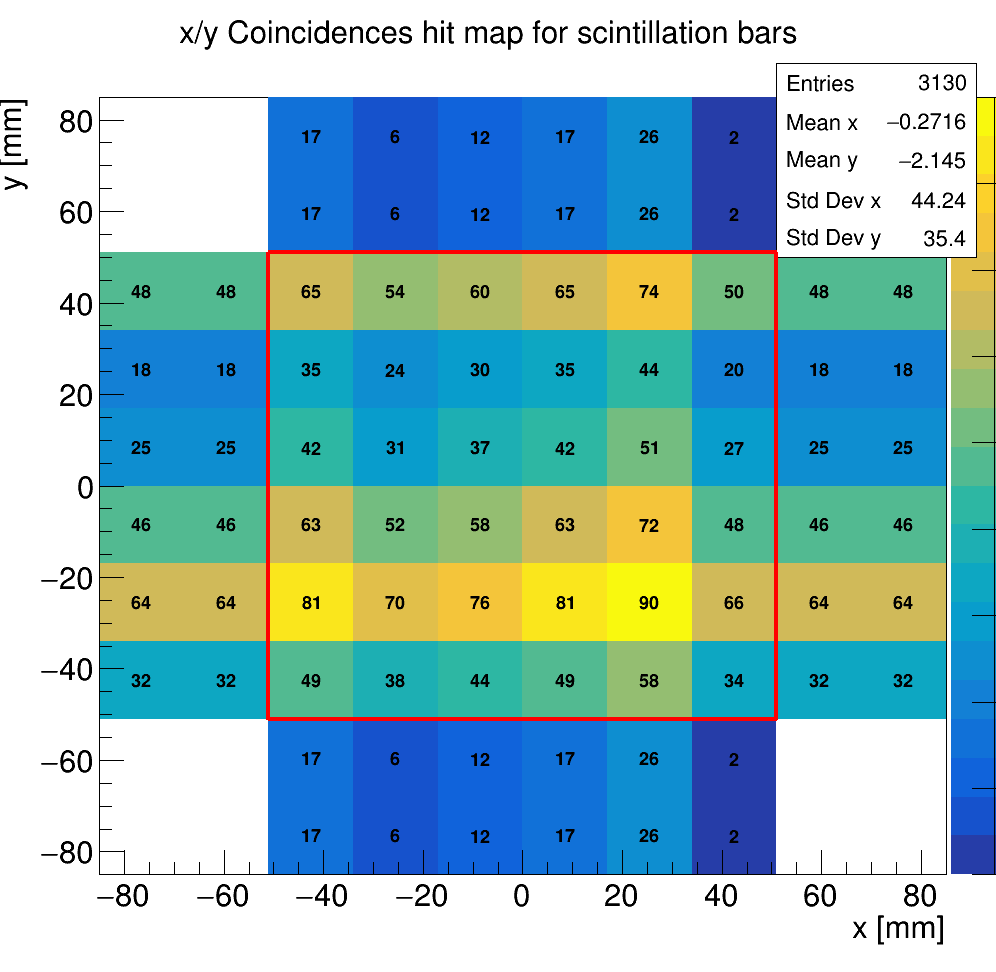 x/y Coincidences hit map for scintillation bars
Entries 3130
Mean x −0.2716
Mean y −2.145
Std Dev x 44.24
Std Dev y 35.4
y [mm]
80 17 6 12 17 26 2
60 17 6 12 17 26 2
48 48 65 54 60 65 74 50 48 48
40
18 18 35 24 30 35 44 20 18 18
20
25 25 42 31 37 42 51 27 25 25
0
46 46 63 52 58 63 72 48 46 46
−20
64 64 81 70 76 81 90 66 64 64
−40
32 32 49 38 44 49 58 34 32 32
−60 17 6 12 17 26 2
−80 17 6 12 17 26 2
−80 −60 −40 −20 0 20 40 60 80
x [mm]